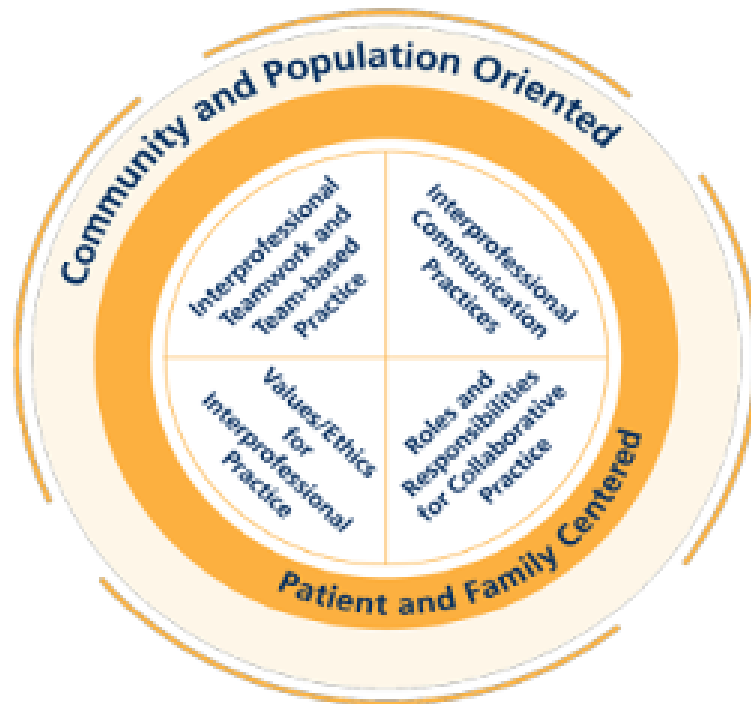 Community and Population Oriented
Interprofessional
Teamwork and
Team-based
Practice
Interprofessional
Communication
Practices
Values/Ethics
for
Interprofessional
Practice
Roles and
Responsibilities
for Collaborative
Practice
Patient and Family Centered